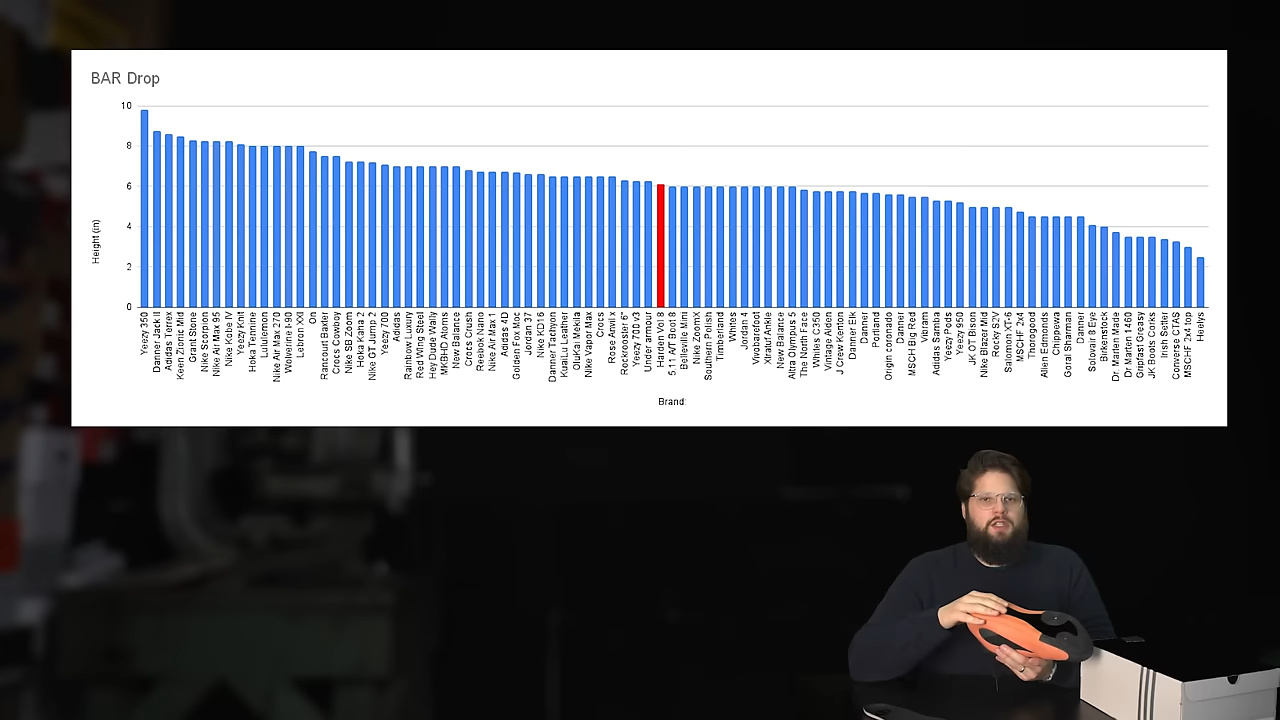 BAR Drop
10
8
6
4
2
0
Height (in)
Yeezy 350
Danner Jack II
Adidas Terrex
Keen Zionic Mid
Grant Stone
Nike Scorpion
Nike Air Max 95
Nike Kobe IV
Yeezy Knit
Hoka Tennine
Lululemon
Nike Air Max 270
Wolverine I-90
Lebron XXI
On
Rancourt Baxter
Crocs Cowboy
Nike SB Zoom
Hoka Kana 2
Nike GT Jump 2
Yeezy 700
Adidas
Rainier Luxury
Red Wing Steel
Hey Dude Wally
MKBHD Atoms
New Balance
Crocs Crush
Reebok Nano
Nike Air Max 1
Adidas 4D
Golden Fox Moc
Jordan 37
Nike KD16
Danner Tachyon
KuaiLu Leather
OluKai Mekila
Nike Vapor Max
Crocs
Rose Anvil x
Rockrooster 6"
Yeezy 700 v3
Under armour
Harden Vol 8
5.11 A/T Boot 8
Belleville Mini
Nike ZoomX
Southern Polish
Timberland
Whites
Jordan 4
Vivobarefoot
Xtratuf Ankle
New Balance
Altra Olympus 5
The North Face
Whites C350
Vintage Alden
J Crew Kenton
Danner Elk
Danner
Portland
Origin coronado
Danner
MSCH Big Red
Vibram
Adidas Samba
Yeezy Pods
Yeezy 950
JK OT Bison
Nike Blazer Mid
Rocky S2V
Salomon XT-6
MSCHF 2x4
Thorogood
Allen Edmonds
Chippewa
Goral Sharman
Danner
Solovair 8 Eye
Birkenstock
Dr. Marten Made
Dr Marten 1460
Gripfast Greasy
JK Boots Corks
Irish Setter
Converse CTAS
MSCHF 2x4 top
Heelys
Brand: